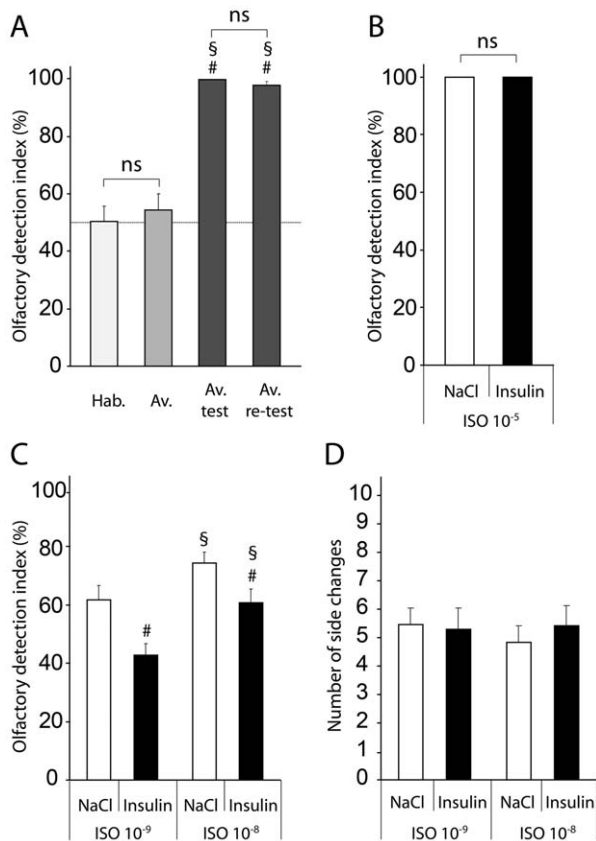 A
ns
§ §
# #
ns
Olfactory detection index (%)
100
80
60
40
20
0
Hab. Av. Av. Av.
test re-test
B
ns
Olfactory detection index (%)
100
80
60
40
20
0
NaCl Insulin
ISO 10⁻⁵
C
Olfactory detection index (%)
100
80
60
40
60
0
#
§
§
#
NaCl Insulin NaCl Insulin
ISO 10⁻⁹ ISO 10⁻⁸
D
Number of side changes
10
9
8
7
6
5
4
3
2
1
0
NaCl Insulin NaCl Insulin
ISO 10⁻⁹ ISO 10⁻⁸